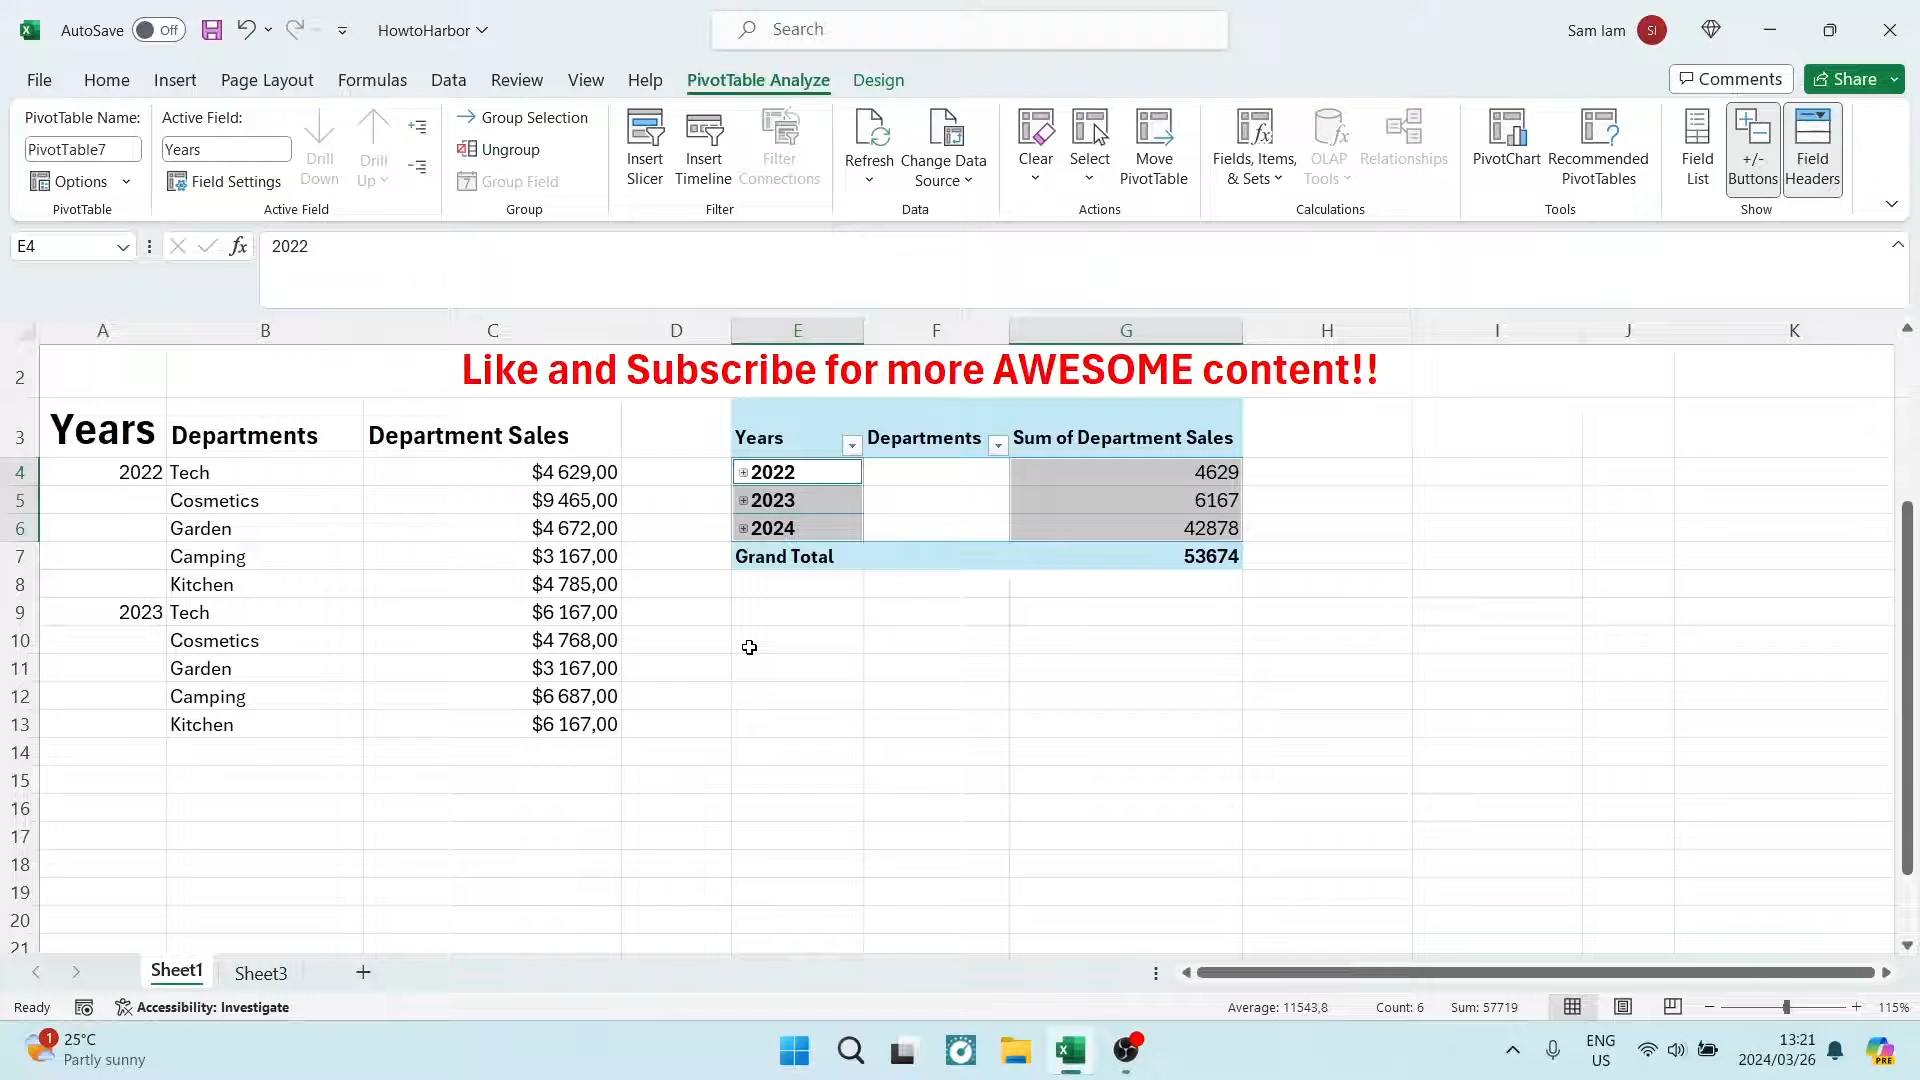 AutoSave Off HowtoHarbor Search Sam lam SI
File Home Insert Page Layout Formulas Data Review View Help PivotTable Analyze Design Comments Share
PivotTable Name: Active Field: Group Selection
PivotTable7 Years Drill Down Drill Up Ungroup Insert Slicer Insert Timeline Filter Connections Refresh Change Data Source Clear Select Move PivotTable Fields, Items, & Sets OLAP Tools Relationships PivotChart Recommended PivotTables Field List +/- Buttons Field Headers
Options Field Settings Group Field
PivotTable Active Field Group Filter Data Actions Calculations Tools Show
E4 fx 2022
A B C D E F G H I J K
2 Like and Subscribe for more AWESOME content!!
3 Years Departments Department Sales Years Departments Sum of Department Sales
4 2022 Tech $4 629,00 2022 4629
5 Cosmetics $9 465,00 2023 6167
6 Garden $4 672,00 2024 42878
7 Camping $3 167,00 Grand Total 53674
8 Kitchen $4 785,00
9 2023 Tech $6 167,00
10 Cosmetics $4 768,00
11 Garden $3 167,00
12 Camping $6 687,00
13 Kitchen $6 167,00
14
15
16
17
18
19
20
21
Sheet1 Sheet3
Ready Accessibility: Investigate Average: 11543,8 Count: 6 Sum: 57719 115%
1 25°C ENG 13:21
Partly sunny US 2024/03/26 PRE